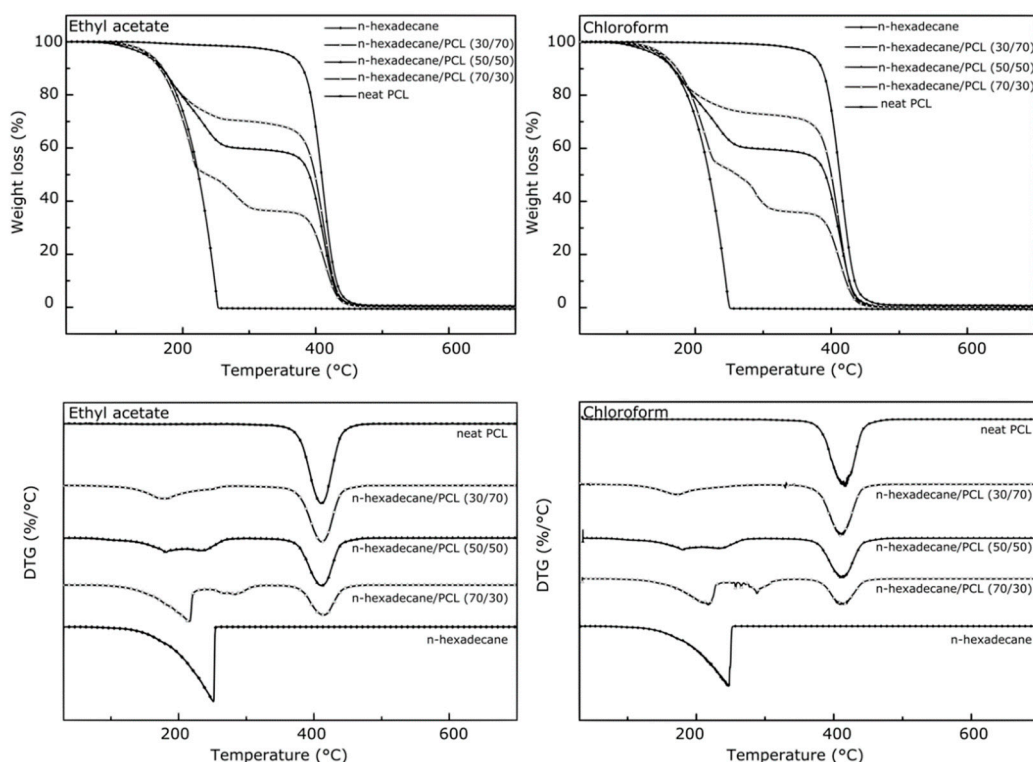 Ethyl acetate
n-hexadecane
n-hexadecane/PCL (30/70)
n-hexadecane/PCL (50/50)
n-hexadecane/PCL (70/30)
neat PCL
100
80
60
40
20
0
Weight loss (%)
200
400
600
Temperature (°C)
Chloroform
n-hexadecane
n-hexadecane/PCL (30/70)
n-hexadecane/PCL (50/50)
n-hexadecane/PCL (70/30)
neat PCL
100
80
60
40
20
0
Weight loss (%)
200
400
600
Temperature (°C)
Ethyl acetate
neat PCL
n-hexadecane/PCL (30/70)
n-hexadecane/PCL (50/50)
n-hexadecane/PCL (70/30)
n-hexadecane
DTG (%/°C)
200
400
600
Temperature (°C)
Chloroform
neat PCL
n-hexadecane/PCL (30/70)
n-hexadecane/PCL (50/50)
n-hexadecane/PCL (70/30)
n-hexadecane
DTG (%/°C)
200
400
600
Temperature (°C)